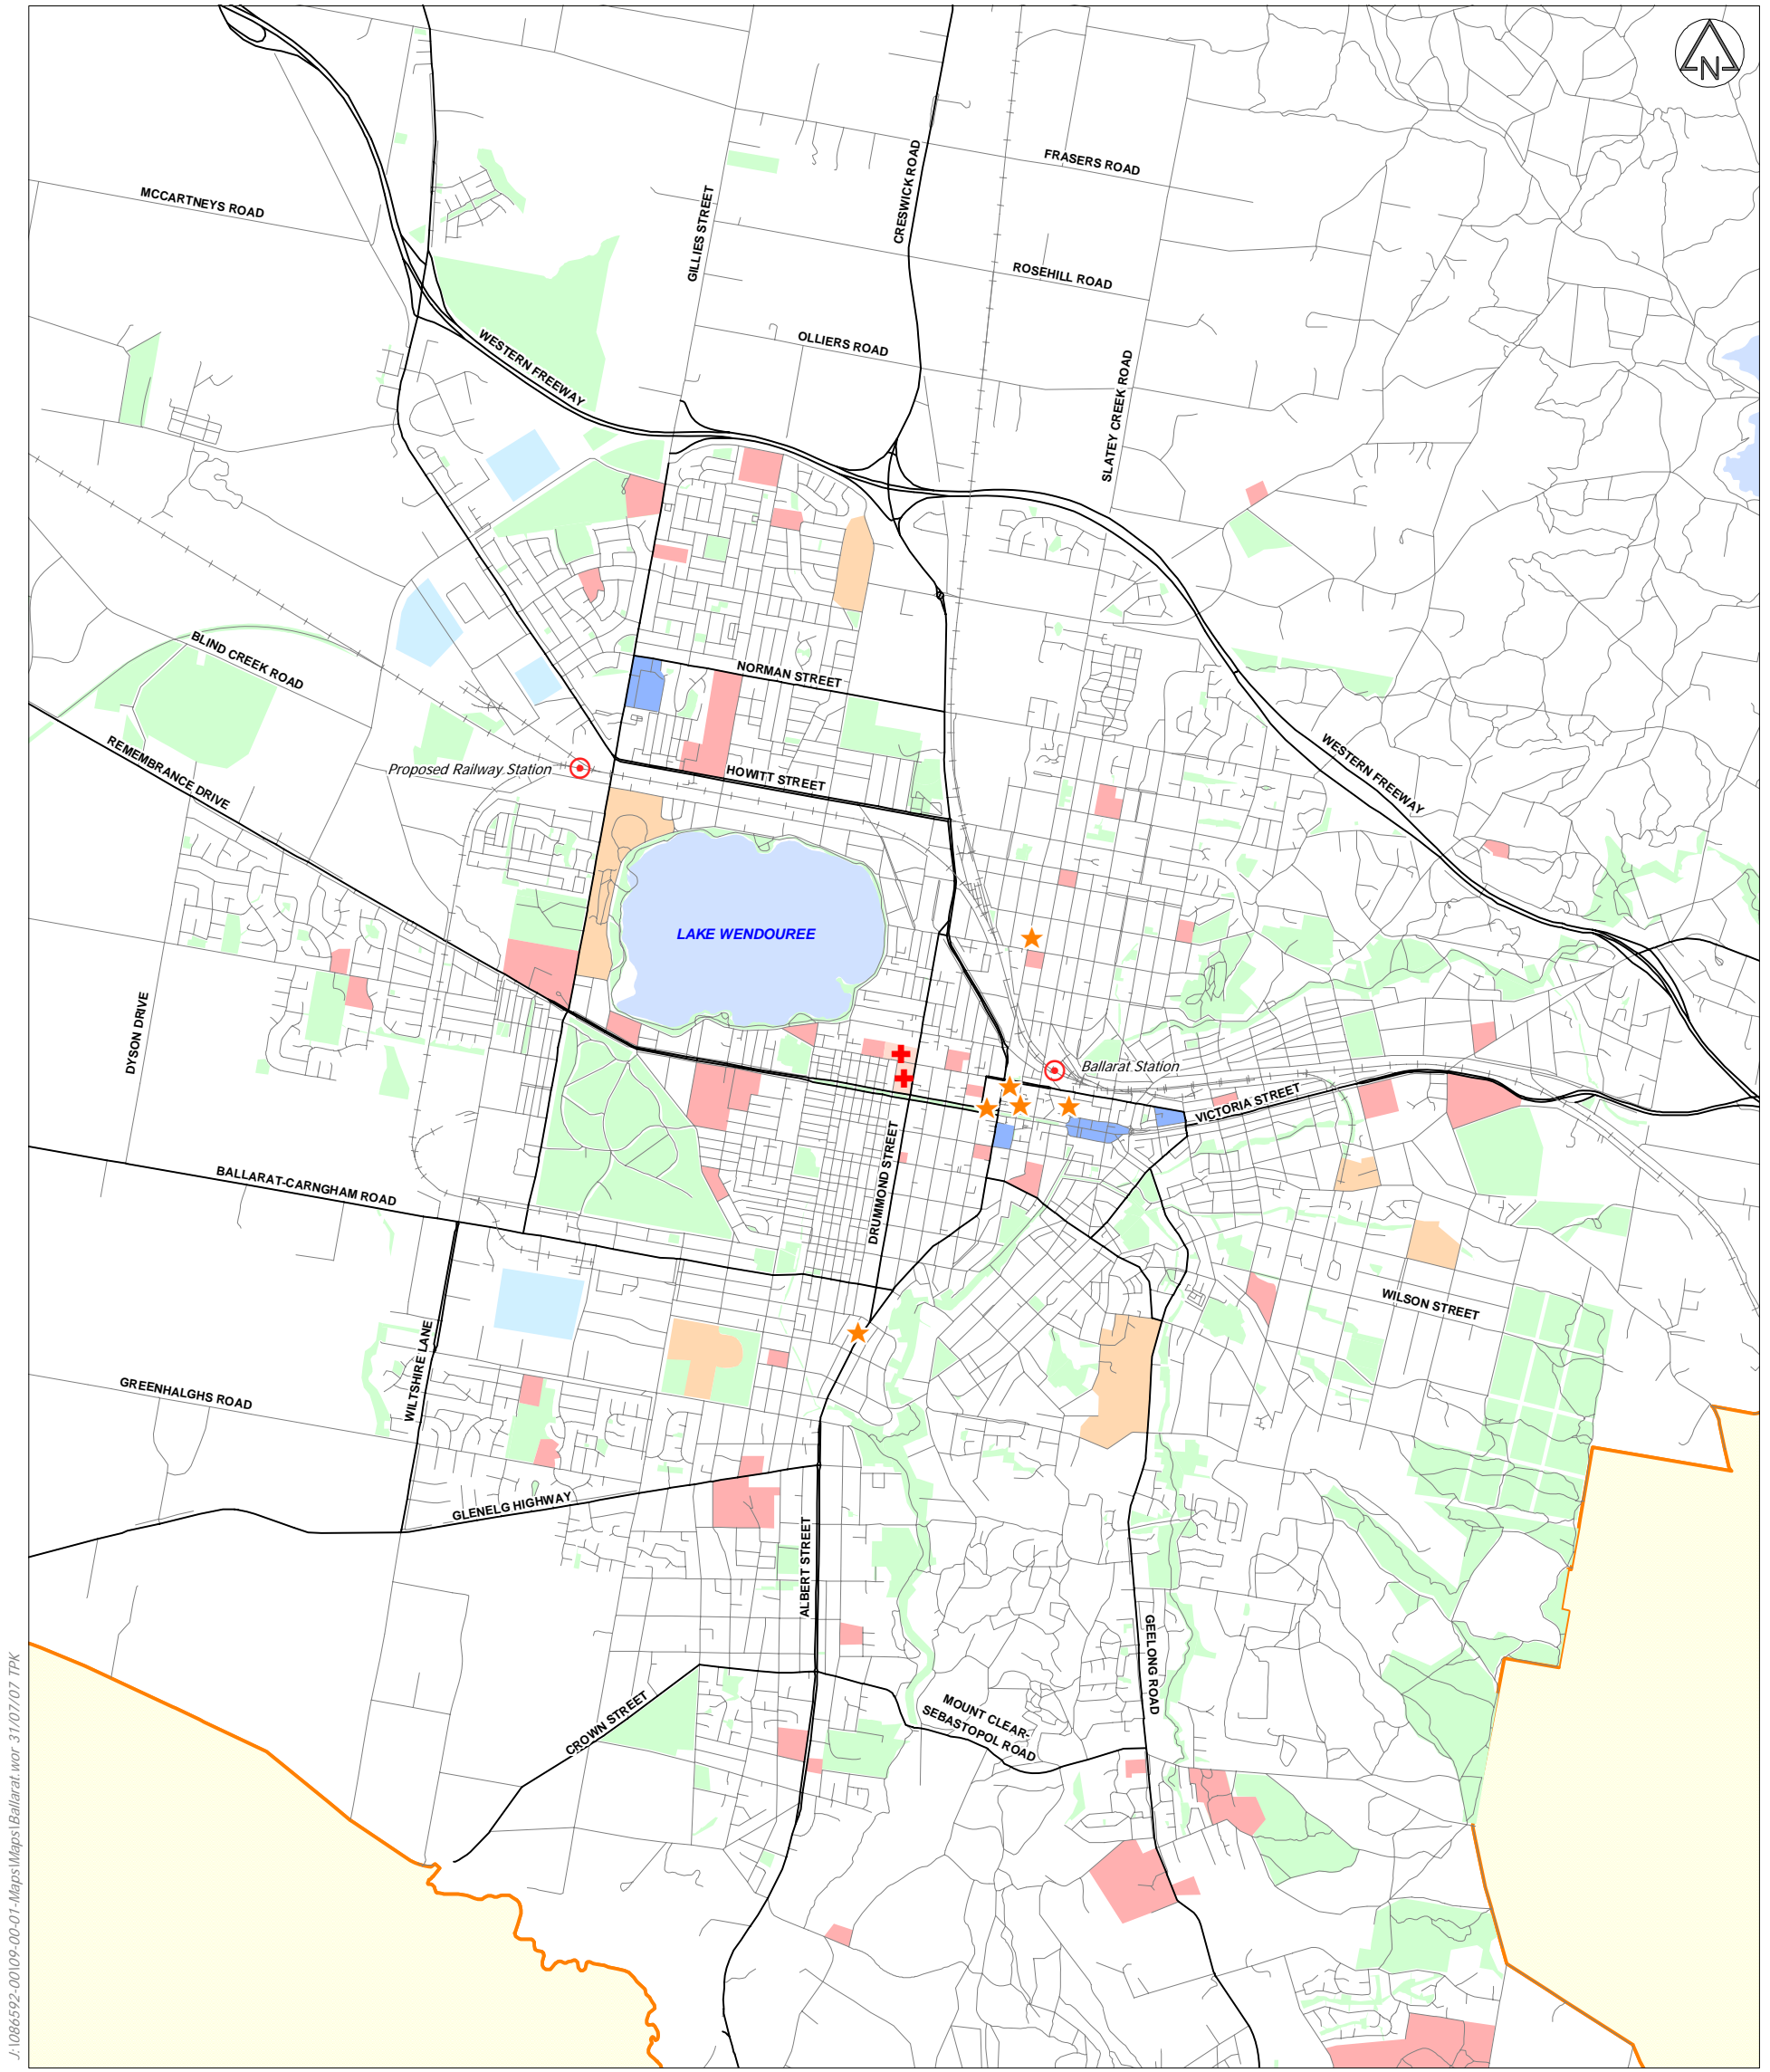 N
FRASERS ROAD
CRESWICK ROAD
MCCARTNEYS ROAD
GILLIES STREET
ROSEHILL ROAD
OLLIERS ROAD
WESTERN FREEWAY
SLATEY CREEK ROAD
BLIND CREEK ROAD
NORMAN STREET
REMEMBRANCE DRIVE
Proposed Railway Station
HOWITT STREET
WESTERN FREEWAY
LAKE WENDOUREE
DYSON DRIVE
Ballarat Station
VICTORIA STREET
DRUMMOND STREET
BALLARAT-CARNGHAM ROAD
WILSON STREET
WILTSHIRE LANE
GREENHALGHS ROAD
GLENELG HIGHWAY
ALBERT STREET
GEELONG ROAD
CROWN STREET
MOUNT CLEAR-
SEBASTOPOL ROAD
J:\086592-00\09-00-01-Maps\Maps\Ballarat.wor 31/07/07 TPK